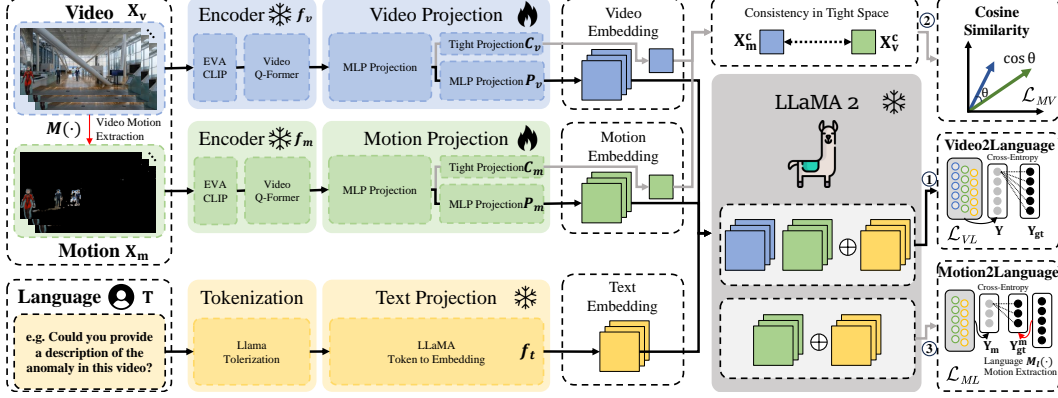 Video X_v
M(·)
Video Motion
Extraction
Motion X_m
Language T
e.g. Could you provide
a description of the
anomaly in this video?
Encoder f_v
EVA
CLIP
Video
Q-Former
Video Projection
MLP Projection
Tight Projection C_v
MLP Projection P_v
Video
Embedding
Encoder f_m
EVA
CLIP
Video
Q-Former
Motion Projection
MLP Projection
Tight Projection C_m
MLP Projection P_m
Motion
Embedding
Tokenization
Llama
Tolerization
Text Projection
LLaMA
Token to Embedding
f_t
Text
Embedding
Consistency in Tight Space
X_m^c
X_v^c
LLaMA 2
②
Cosine
Similarity
cos θ
θ
L_MV
①
Video2Language
Cross-Entropy
L_VL
Y
Y_gt
③
Motion2Language
Cross-Entropy
Y_m
Y_gt^m
Language M_l(·)
Motion Extraction
L_ML